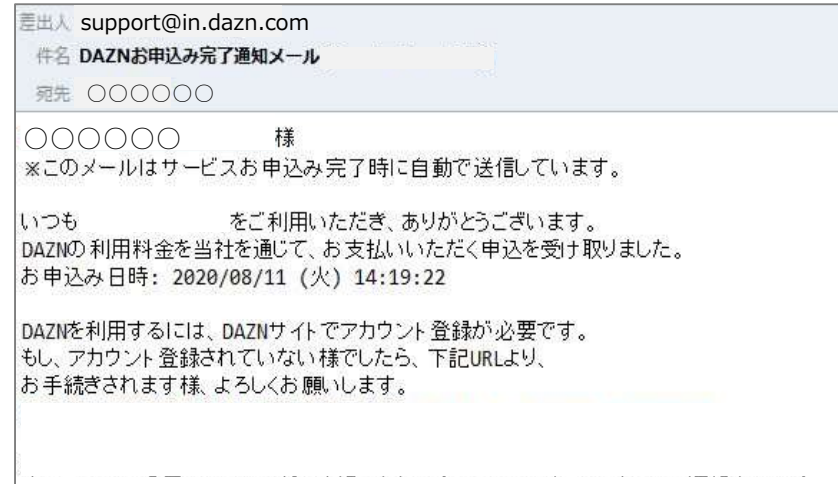 差出人 support@in.dazn.com
件名 DAZNお申込み完了通知メール
宛先 〇〇〇〇〇〇
〇〇〇〇〇〇 様
※このメールはサービスお申込み完了時に自動で送信しています。
いつも をご利用いただき、ありがとうございます。
DAZNの利用料金を当社を通じて、お支払いいただく申込を受け取りました。
お申込み日時: 2020/08/11 (火) 14:19:22
DAZNを利用するには、DAZNサイトでアカウント登録が必要です。
もし、アカウント登録されていない様でしたら、下記URLより、
お手続きされます様、よろしくお願いします。